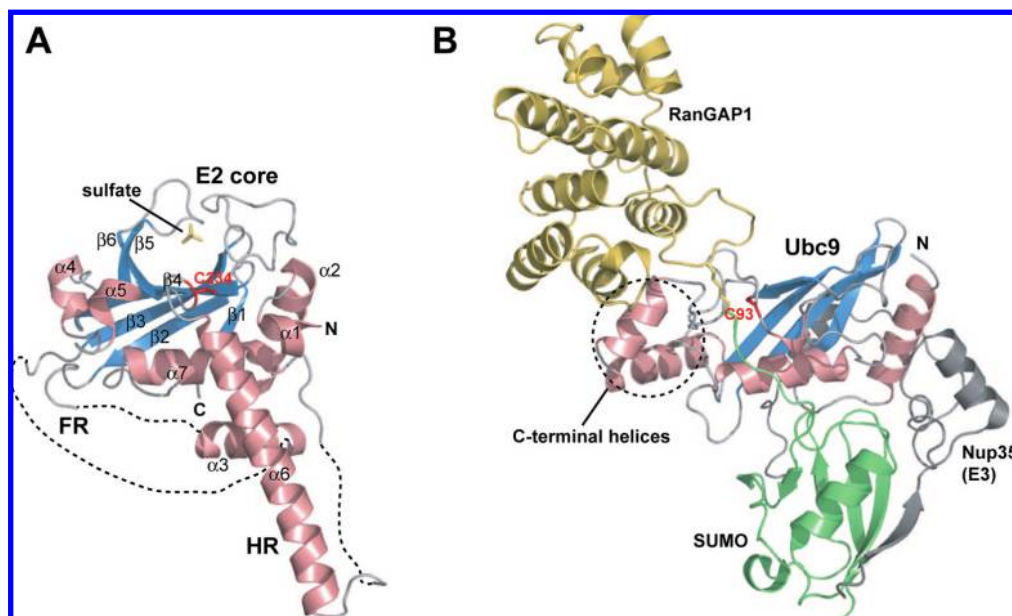 A
E2 core
sulfate
β6
β5
α4
α5
β4
C234
α2
β3
β1
N
β2
α1
α7
C
FR
α3
α6
HR
B
RanGAP1
Ubc9
N
C93
C-terminal helices
Nup35
(E3)
SUMO